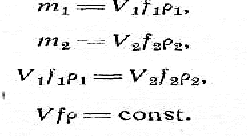 m₁ = V₁f₁ρ₁,
m₂ = V₂f₂ρ₂,
V₁f₁ρ₁ = V₂f₂ρ₂,
Vfρ = const.